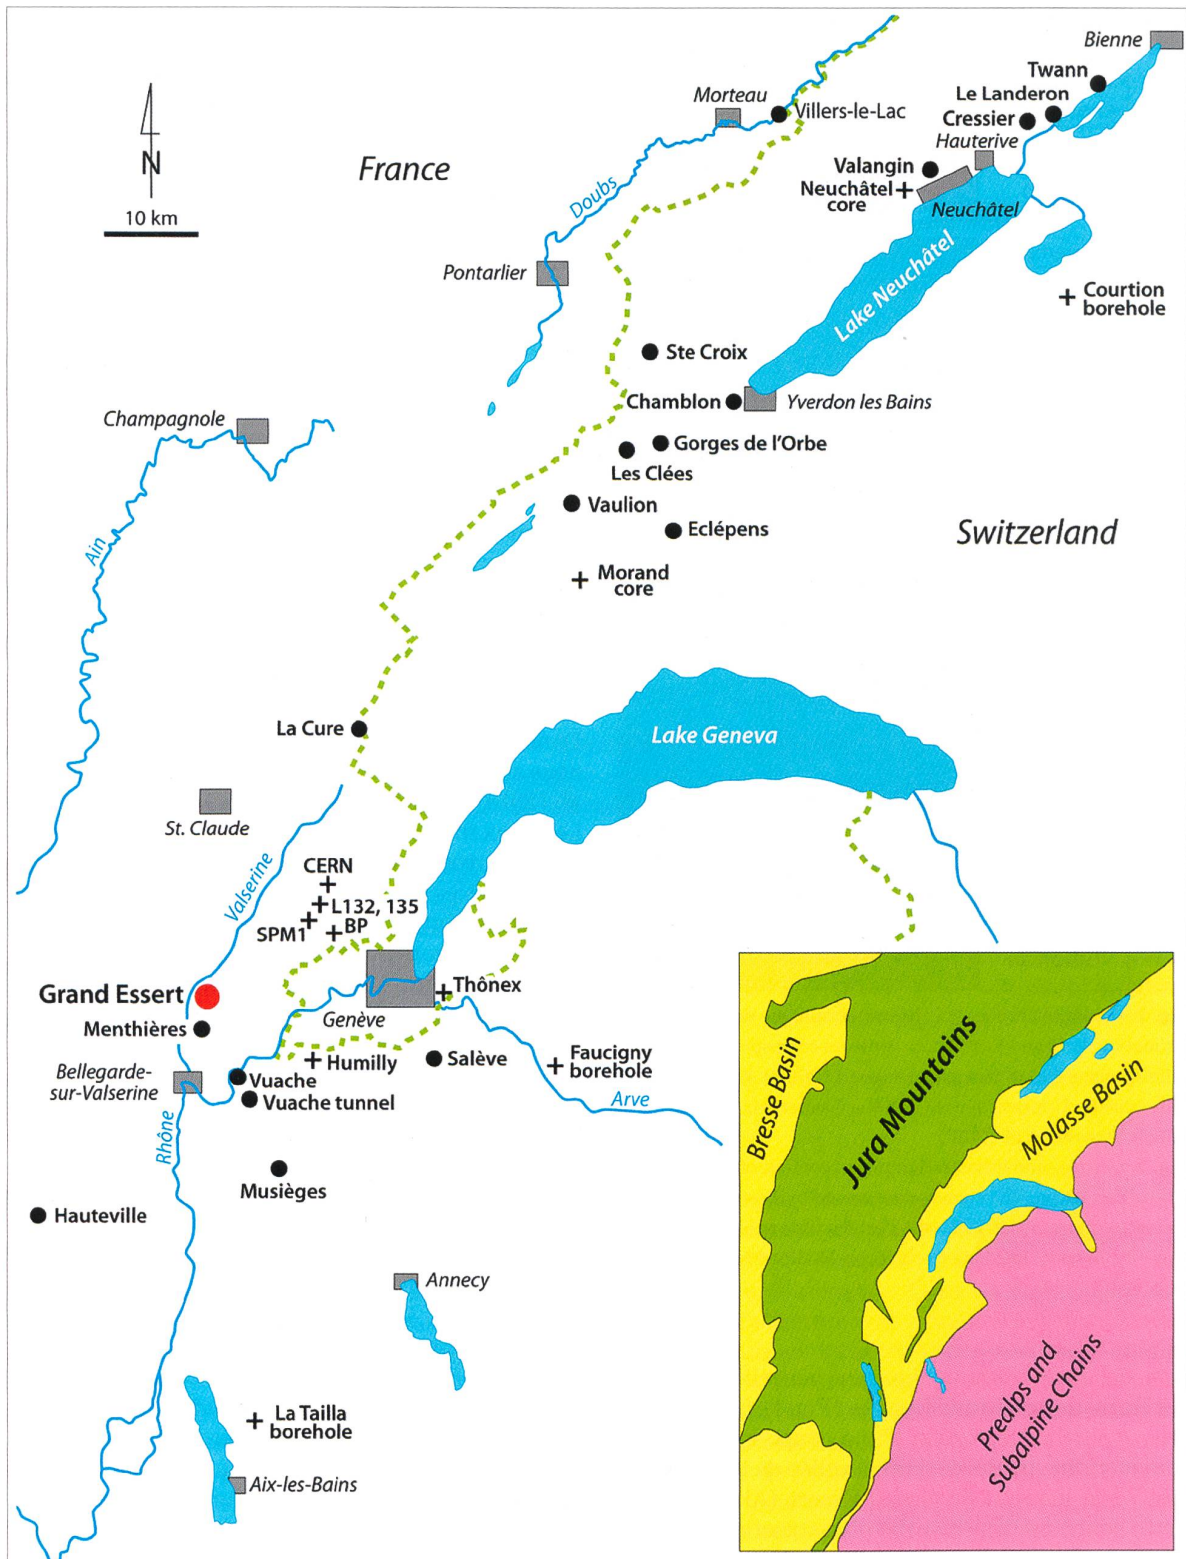 Bienne
Twann
Le Landeron
Cressier
Hauterive
Morteau
Villers-le-Lac
N
10 km
France
Doubs
Valangin
Neuchâtel
core
Neuchâtel
Lake Neuchâtel
Pontarlier
Courtion
borehole
Ste Croix
Chamblon
Yverdon les Bains
Champagnole
Gorges de l'Orbe
Les Clées
Vaulion
Eclépens
Switzerland
Ain
Morand
core
La Cure
Lake Geneva
St. Claude
Valserine
CERN
L132, 135
SPM1
BP
Grand Essert
Thônex
Genève
Menthières
Humilly
Salève
Faucigny
borehole
Bellegarde-
sur-Valserine
Vuache
Vuache tunnel
Arve
Rhône
Musièges
Hauteville
Annecy
La Tailla
borehole
Aix-les-Bains
Bresse Basin
Jura Mountains
Molasse Basin
Prealps and
Subalpine Chains